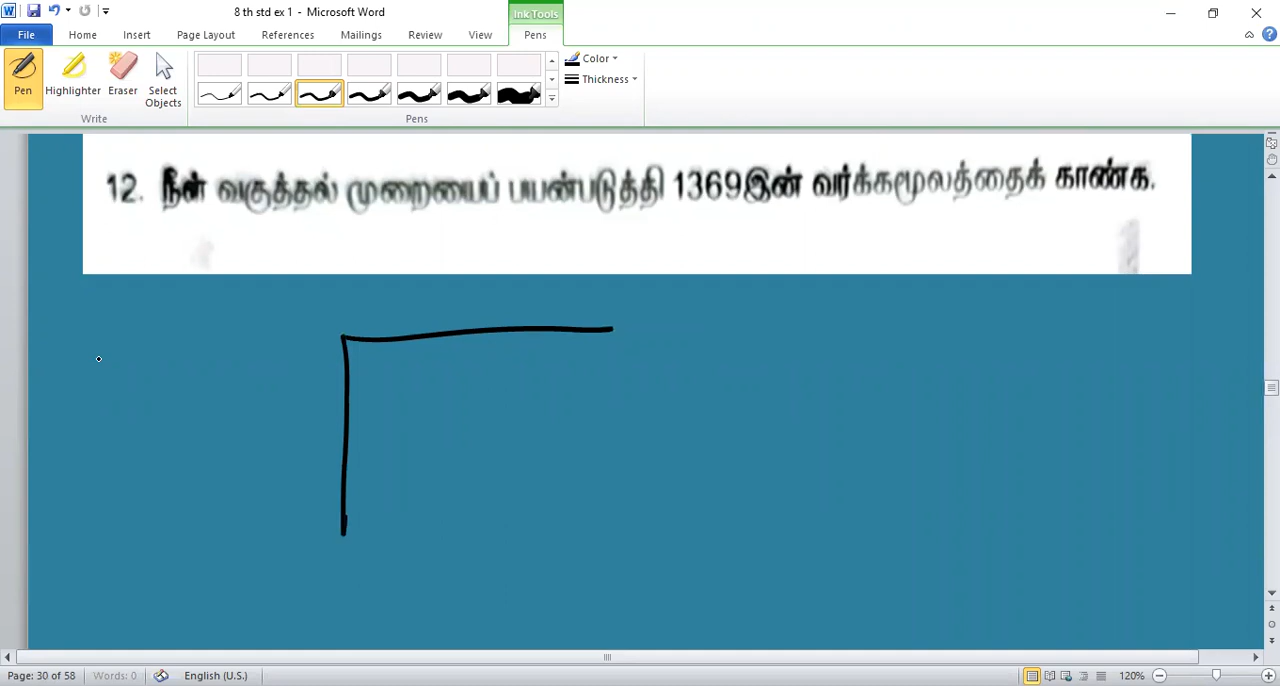 8 th std ex 1 - Microsoft Word
Ink Tools
File Home Insert Page Layout References Mailings Review View Pens
Pen Highlighter Eraser Select Objects
Color
Thickness
Write Pens
12. நீள் வகுத்தல் முறையைப் பயன்படுத்தி 1369இன் வர்க்கமூலத்தைக் காண்க.
Page: 30 of 58 Words: 0 English (U.S.) 120%